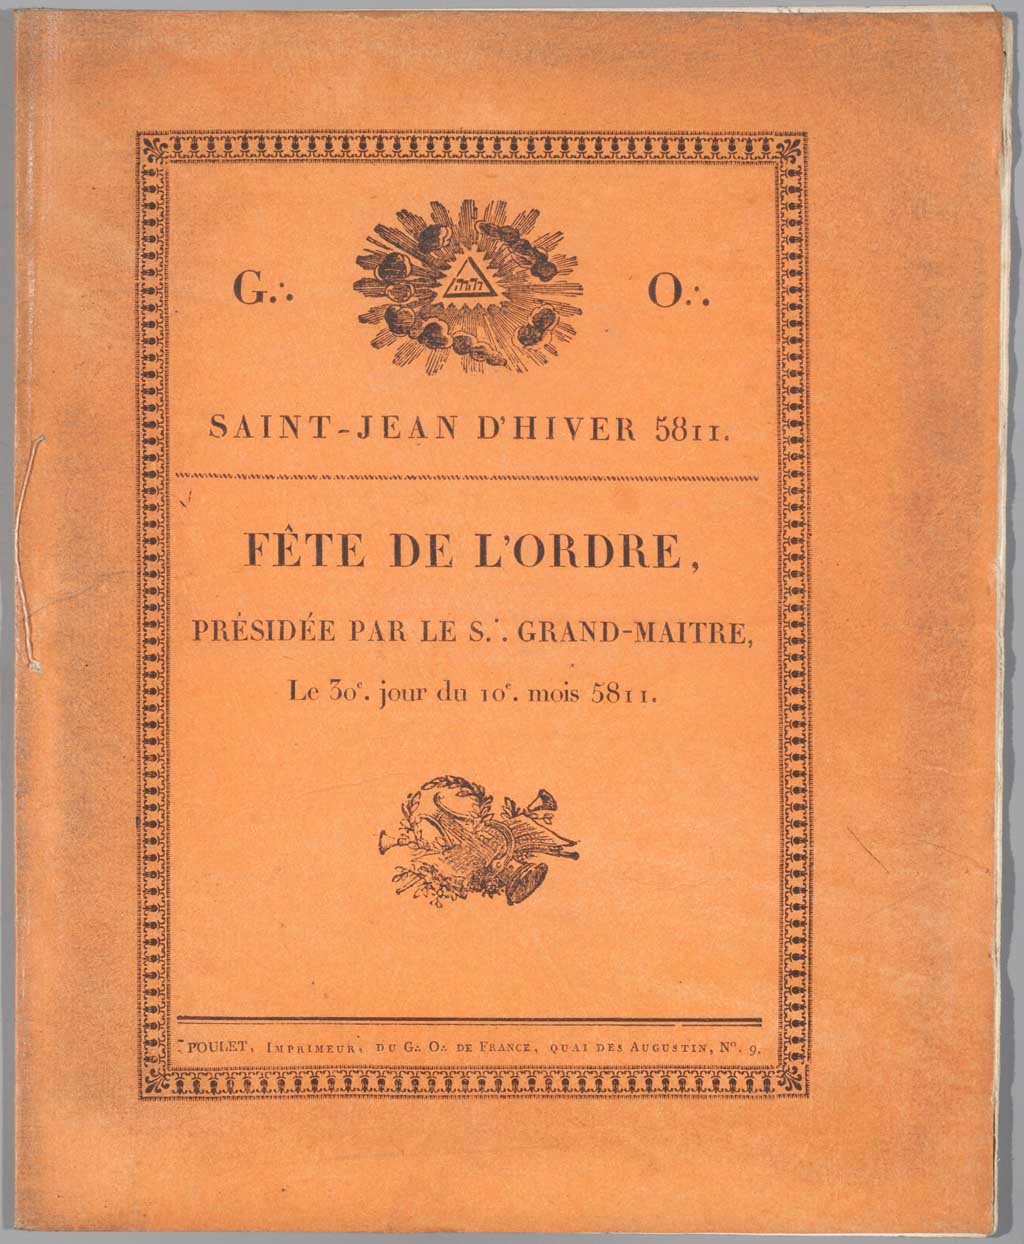 G∴ O∴
SAINT-JEAN D'HIVER 5811.
FÊTE DE L'ORDRE,
PRÉSIDÉE PAR LE S∴ GRAND-MAITRE,
Le 30e. jour du 10e. mois 5811.
POULET, IMPRIMEUR, DU G∴ O∴ DE FRANCE, QUAI DES AUGUSTIN, N°. 9.